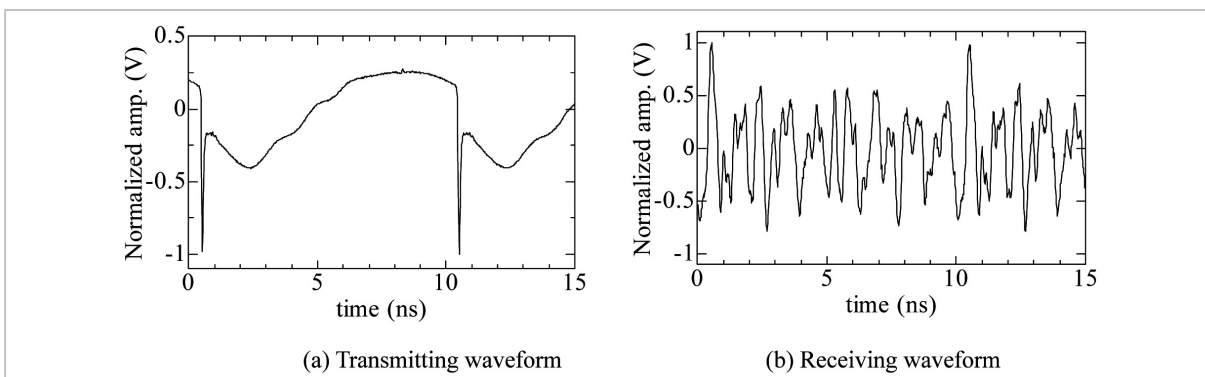 Normalized amp. (V)
0.5
0
-0.5
-1
0
5
10
15
time (ns)
(a) Transmitting waveform
Normalized amp. (V)
1
0.5
0
-0.5
-1
0
5
10
15
time (ns)
(b) Receiving waveform